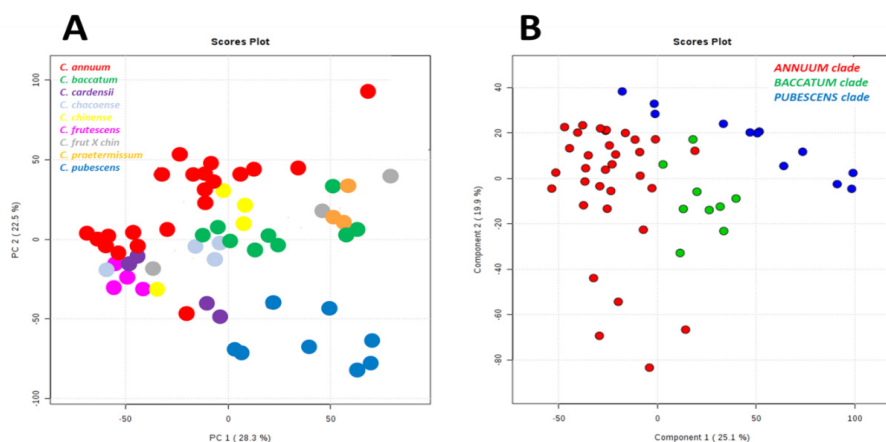 A
Scores Plot
C. annuum
C. baccatum
C. cardensii
C. chacoense
C. chinense
C. frutescens
C. frut X chin
C. praetermissum
C. pubescens
100
50
0
-50
-100
-50
0
50
PC 2 ( 22.5 %)
PC 1 ( 28.3 %)
B
Scores Plot
ANNUUM clade
BACCATUM clade
PUBESCENS clade
40
20
0
-20
-40
-60
-80
-50
0
50
100
Component 2 ( 19.9 %)
Component 1 ( 25.1 %)